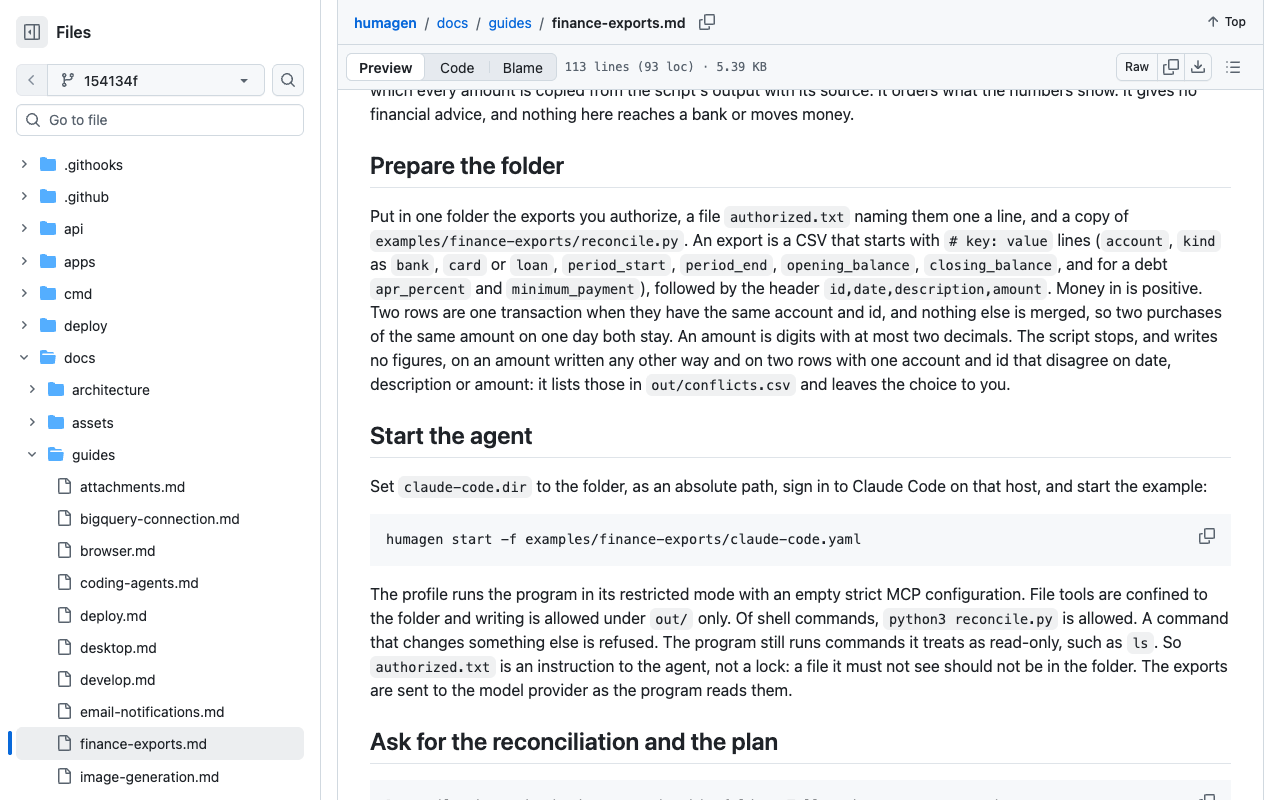 Files
humagen / docs / guides / finance-exports.md
Top
154134f
Preview Code Blame 113 lines (93 loc) · 5.39 KB
Raw
Go to file
.githooks
.github
api
apps
cmd
deploy
docs
architecture
assets
guides
attachments.md
bigquery-connection.md
browser.md
coding-agents.md
deploy.md
desktop.md
develop.md
email-notifications.md
finance-exports.md
image-generation.md
which every amount is copied from the script's output with its source. It orders what the numbers show. It gives no
financial advice, and nothing here reaches a bank or moves money.
Prepare the folder
Put in one folder the exports you authorize, a file authorized.txt naming them one a line, and a copy of
examples/finance-exports/reconcile.py. An export is a CSV that starts with # key: value lines (account, kind
as bank, card or loan, period_start, period_end, opening_balance, closing_balance, and for a debt
apr_percent and minimum_payment), followed by the header id,date,description,amount. Money in is positive.
Two rows are one transaction when they have the same account and id, and nothing else is merged, so two purchases
of the same amount on one day both stay. An amount is digits with at most two decimals. The script stops, and writes
no figures, on an amount written any other way and on two rows with one account and id that disagree on date,
description or amount: it lists those in out/conflicts.csv and leaves the choice to you.
Start the agent
Set claude-code.dir to the folder, as an absolute path, sign in to Claude Code on that host, and start the example:
humagen start -f examples/finance-exports/claude-code.yaml
The profile runs the program in its restricted mode with an empty strict MCP configuration. File tools are confined to
the folder and writing is allowed under out/ only. Of shell commands, python3 reconcile.py is allowed. A command
that changes something else is refused. The program still runs commands it treats as read-only, such as ls. So
authorized.txt is an instruction to the agent, not a lock: a file it must not see should not be in the folder. The exports
are sent to the model provider as the program reads them.
Ask for the reconciliation and the plan